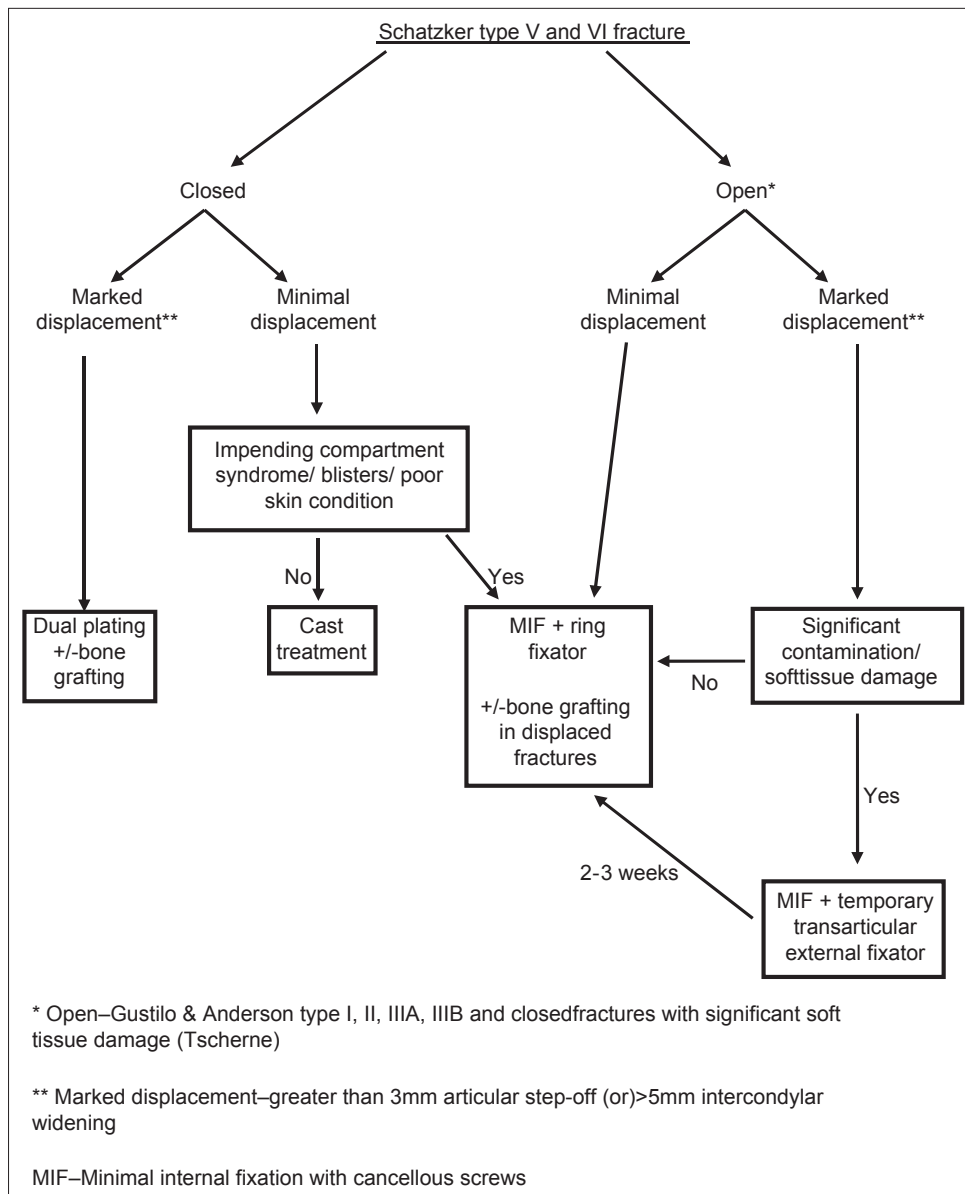 Schatzker type V and VI fracture
Closed
Open*
Marked
displacement**
Minimal
displacement
Minimal
displacement
Marked
displacement**
Impending compartment
syndrome/ blisters/ poor
skin condition
No
Yes
Dual plating
+/-bone
grafting
Cast
treatment
MIF + ring
fixator
+/-bone grafting
in displaced
fractures
No
Significant
contamination/
softtissue damage
Yes
2-3 weeks
MIF + temporary
transarticular
external fixator
* Open–Gustilo & Anderson type I, II, IIIA, IIIB and closedfractures with significant soft
tissue damage (Tscherne)
** Marked displacement–greater than 3mm articular step-off (or)>5mm intercondylar
widening
MIF–Minimal internal fixation with cancellous screws